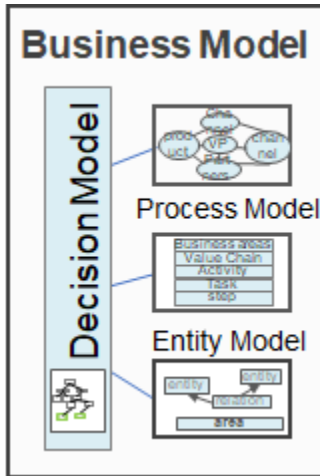 Business Model
Decision Model
prod
uct
VP
chan
nel
Process Model
Business areas
Value Chain
Activity
Task
step
Entity Model
entity
entity
relation
area